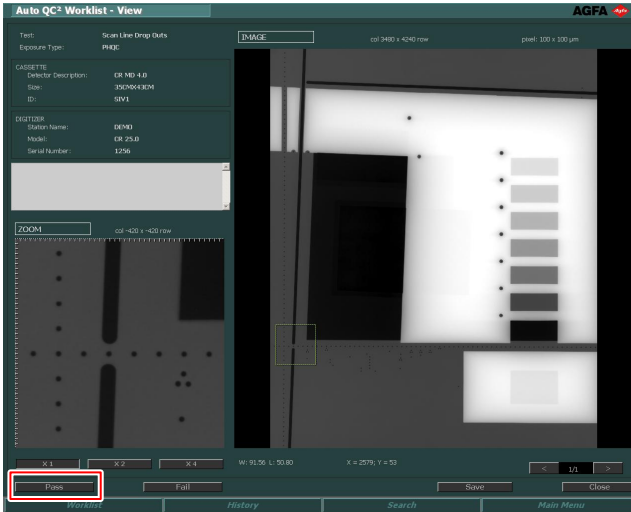 Auto QC² Worklist - View
AGFA Agfa
Test: Scan Line Drop Outs
Exposure Type: PHQC
CASSETTE
Detector Description: CR MD 4.0
Size: 35CMX43CM
ID: SIV1
DIGITIZER
Station Name: DEMO
Model: CR 25.0
Serial Number: 1256
IMAGE col 3480 x 4240 row pixel: 100 x 100 µm
ZOOM col -420 x -420 row
X 1 X 2 X 4
W: 91.56 L: 50.80 X = 2579; Y = 53
< 1/1 >
Pass Fail Save Close
Worklist History Search Main Menu